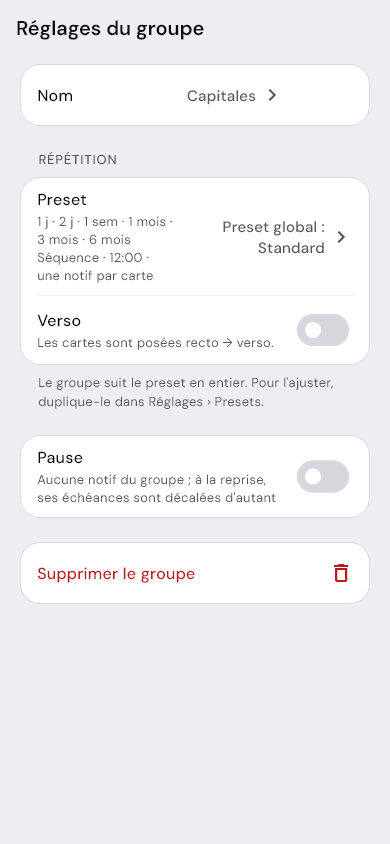 Réglages du groupe
Nom
Capitales
RÉPÉTITION
Preset
1 j · 2 j · 1 sem · 1 mois ·
3 mois · 6 mois
Séquence · 12:00 ·
une notif par carte
Preset global :
Standard
Verso
Les cartes sont posées recto → verso.
Le groupe suit le preset en entier. Pour l'ajuster,
duplique-le dans Réglages › Presets.
Pause
Aucune notif du groupe ; à la reprise,
ses échéances sont décalées d'autant
Supprimer le groupe